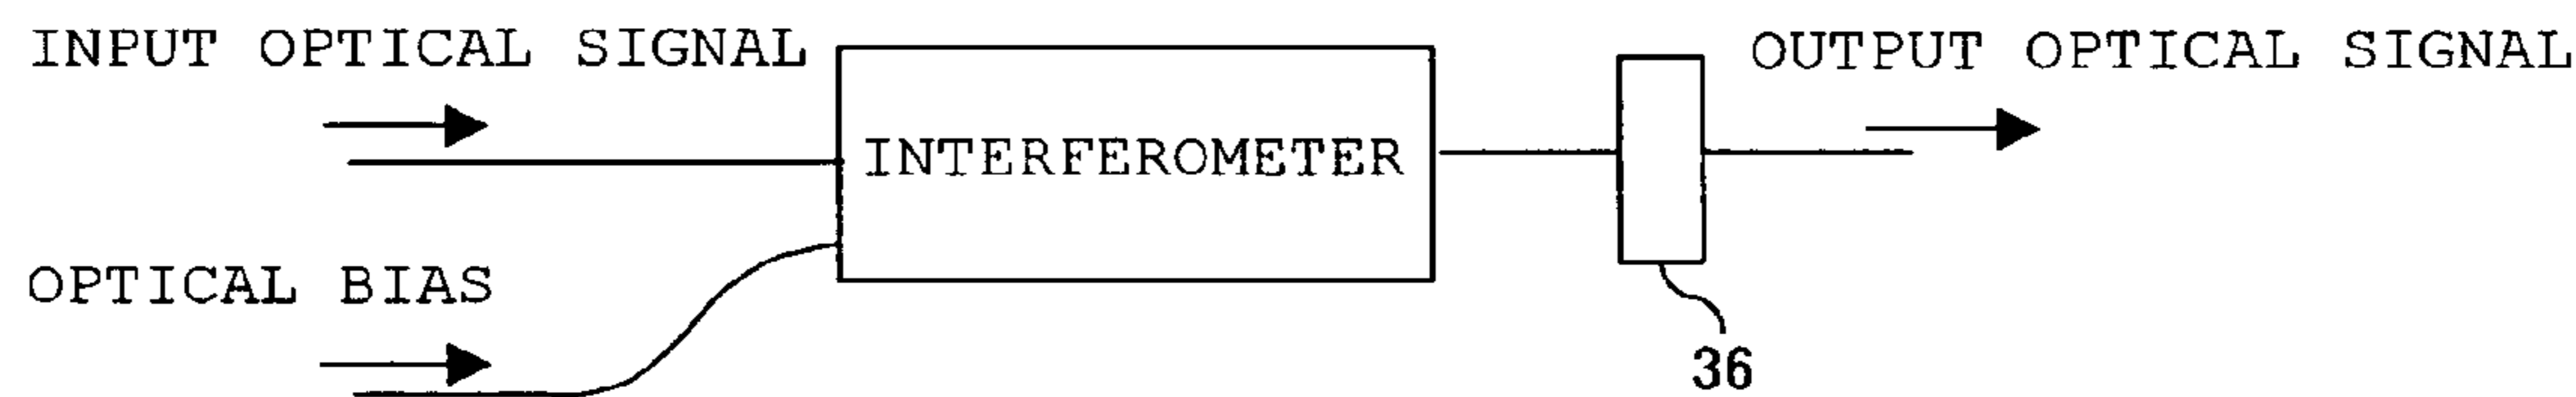 INPUT OPTICAL SIGNAL
OUTPUT OPTICAL SIGNAL
INTERFEROMETER
OPTICAL BIAS
36